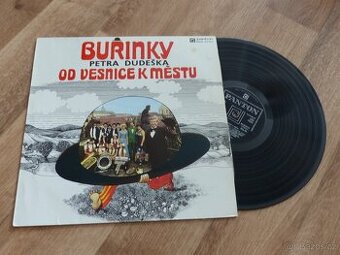 BUŘINKY
PETRA DUDEŠKA
OD VESNICE K MĚSTU
PANTON